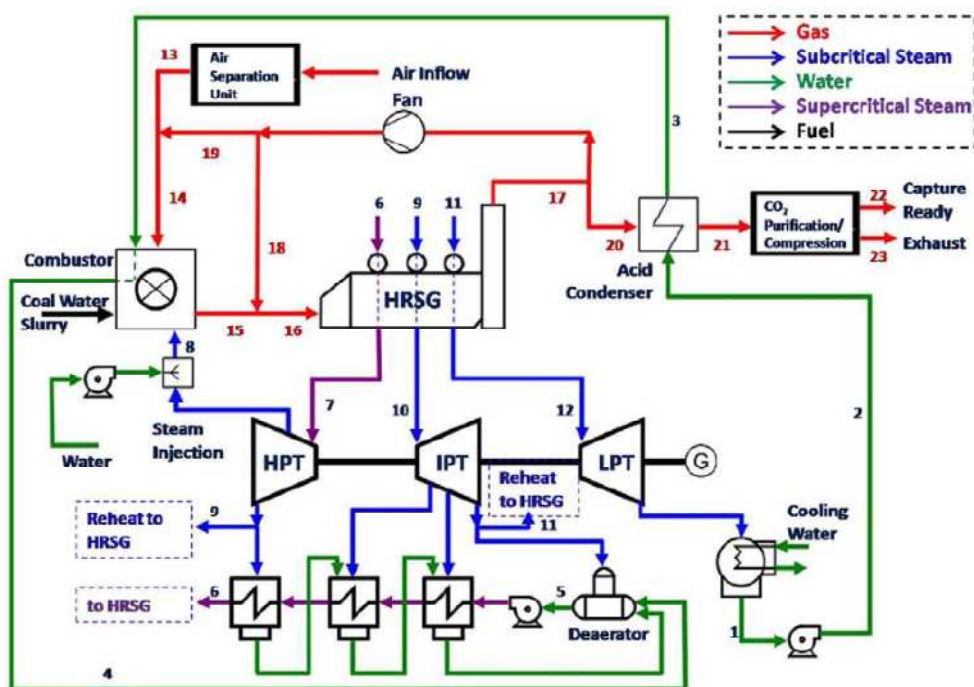 Gas
Subcritical Steam
Water
Supercritical Steam
Fuel
13
Air
Separation
Unit
Air Inflow
Fan
3
19
14
18
6
9
11
17
20
21
22
23
CO2
Purification/
Compression
Capture
Ready
Exhaust
Acid
Condenser
Combustor
Coal Water
Slurry
15
16
HRSG
8
Steam
Injection
Water
7
10
12
2
HPT
IPT
LPT
G
Reheat
to HRSG
11
Reheat to
HRSG
9
Cooling
Water
to HRSG
6
5
Deaerator
1
4